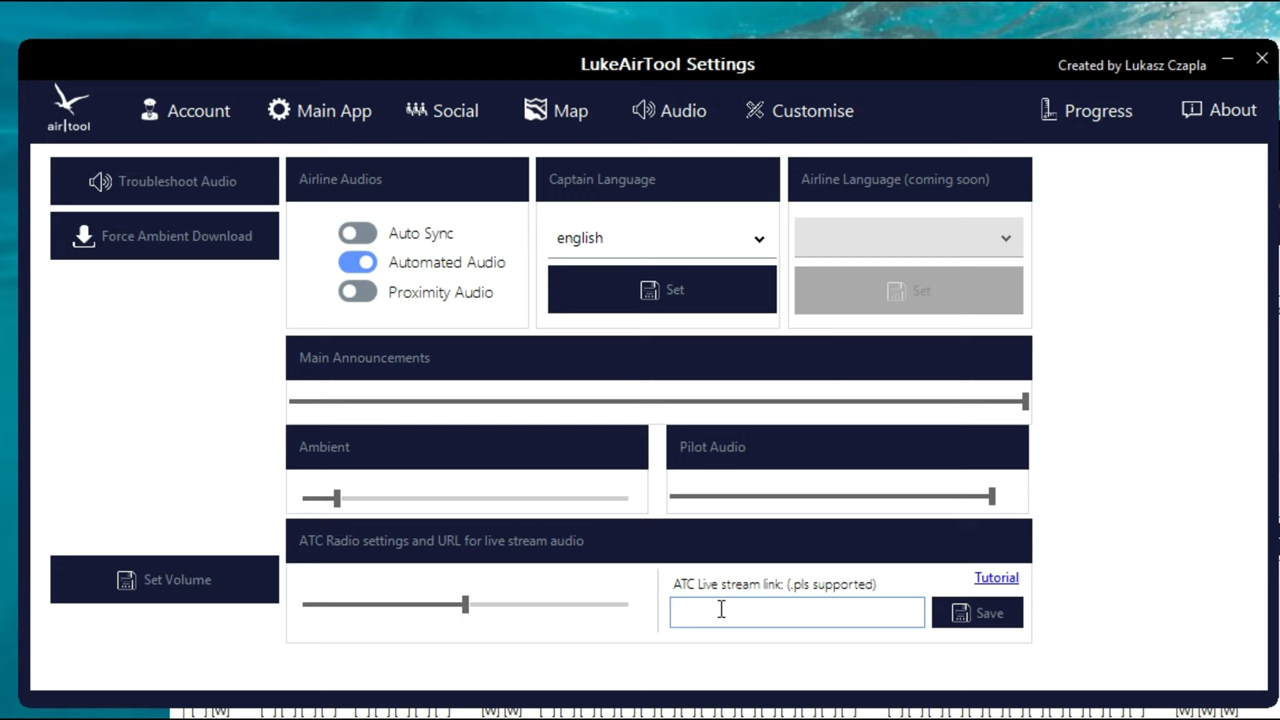 LukeAirTool Settings
Created by Lukasz Czapla
air|tool
Account
Main App
Social
Map
Audio
Customise
Progress
About
Troubleshoot Audio
Force Ambient Download
Airline Audios
Auto Sync
Automated Audio
Proximity Audio
Captain Language
english
Set
Airline Language (coming soon)
Set
Main Announcements
Ambient
Pilot Audio
ATC Radio settings and URL for live stream audio
Set Volume
ATC Live stream link: (.pls supported)
Tutorial
Save